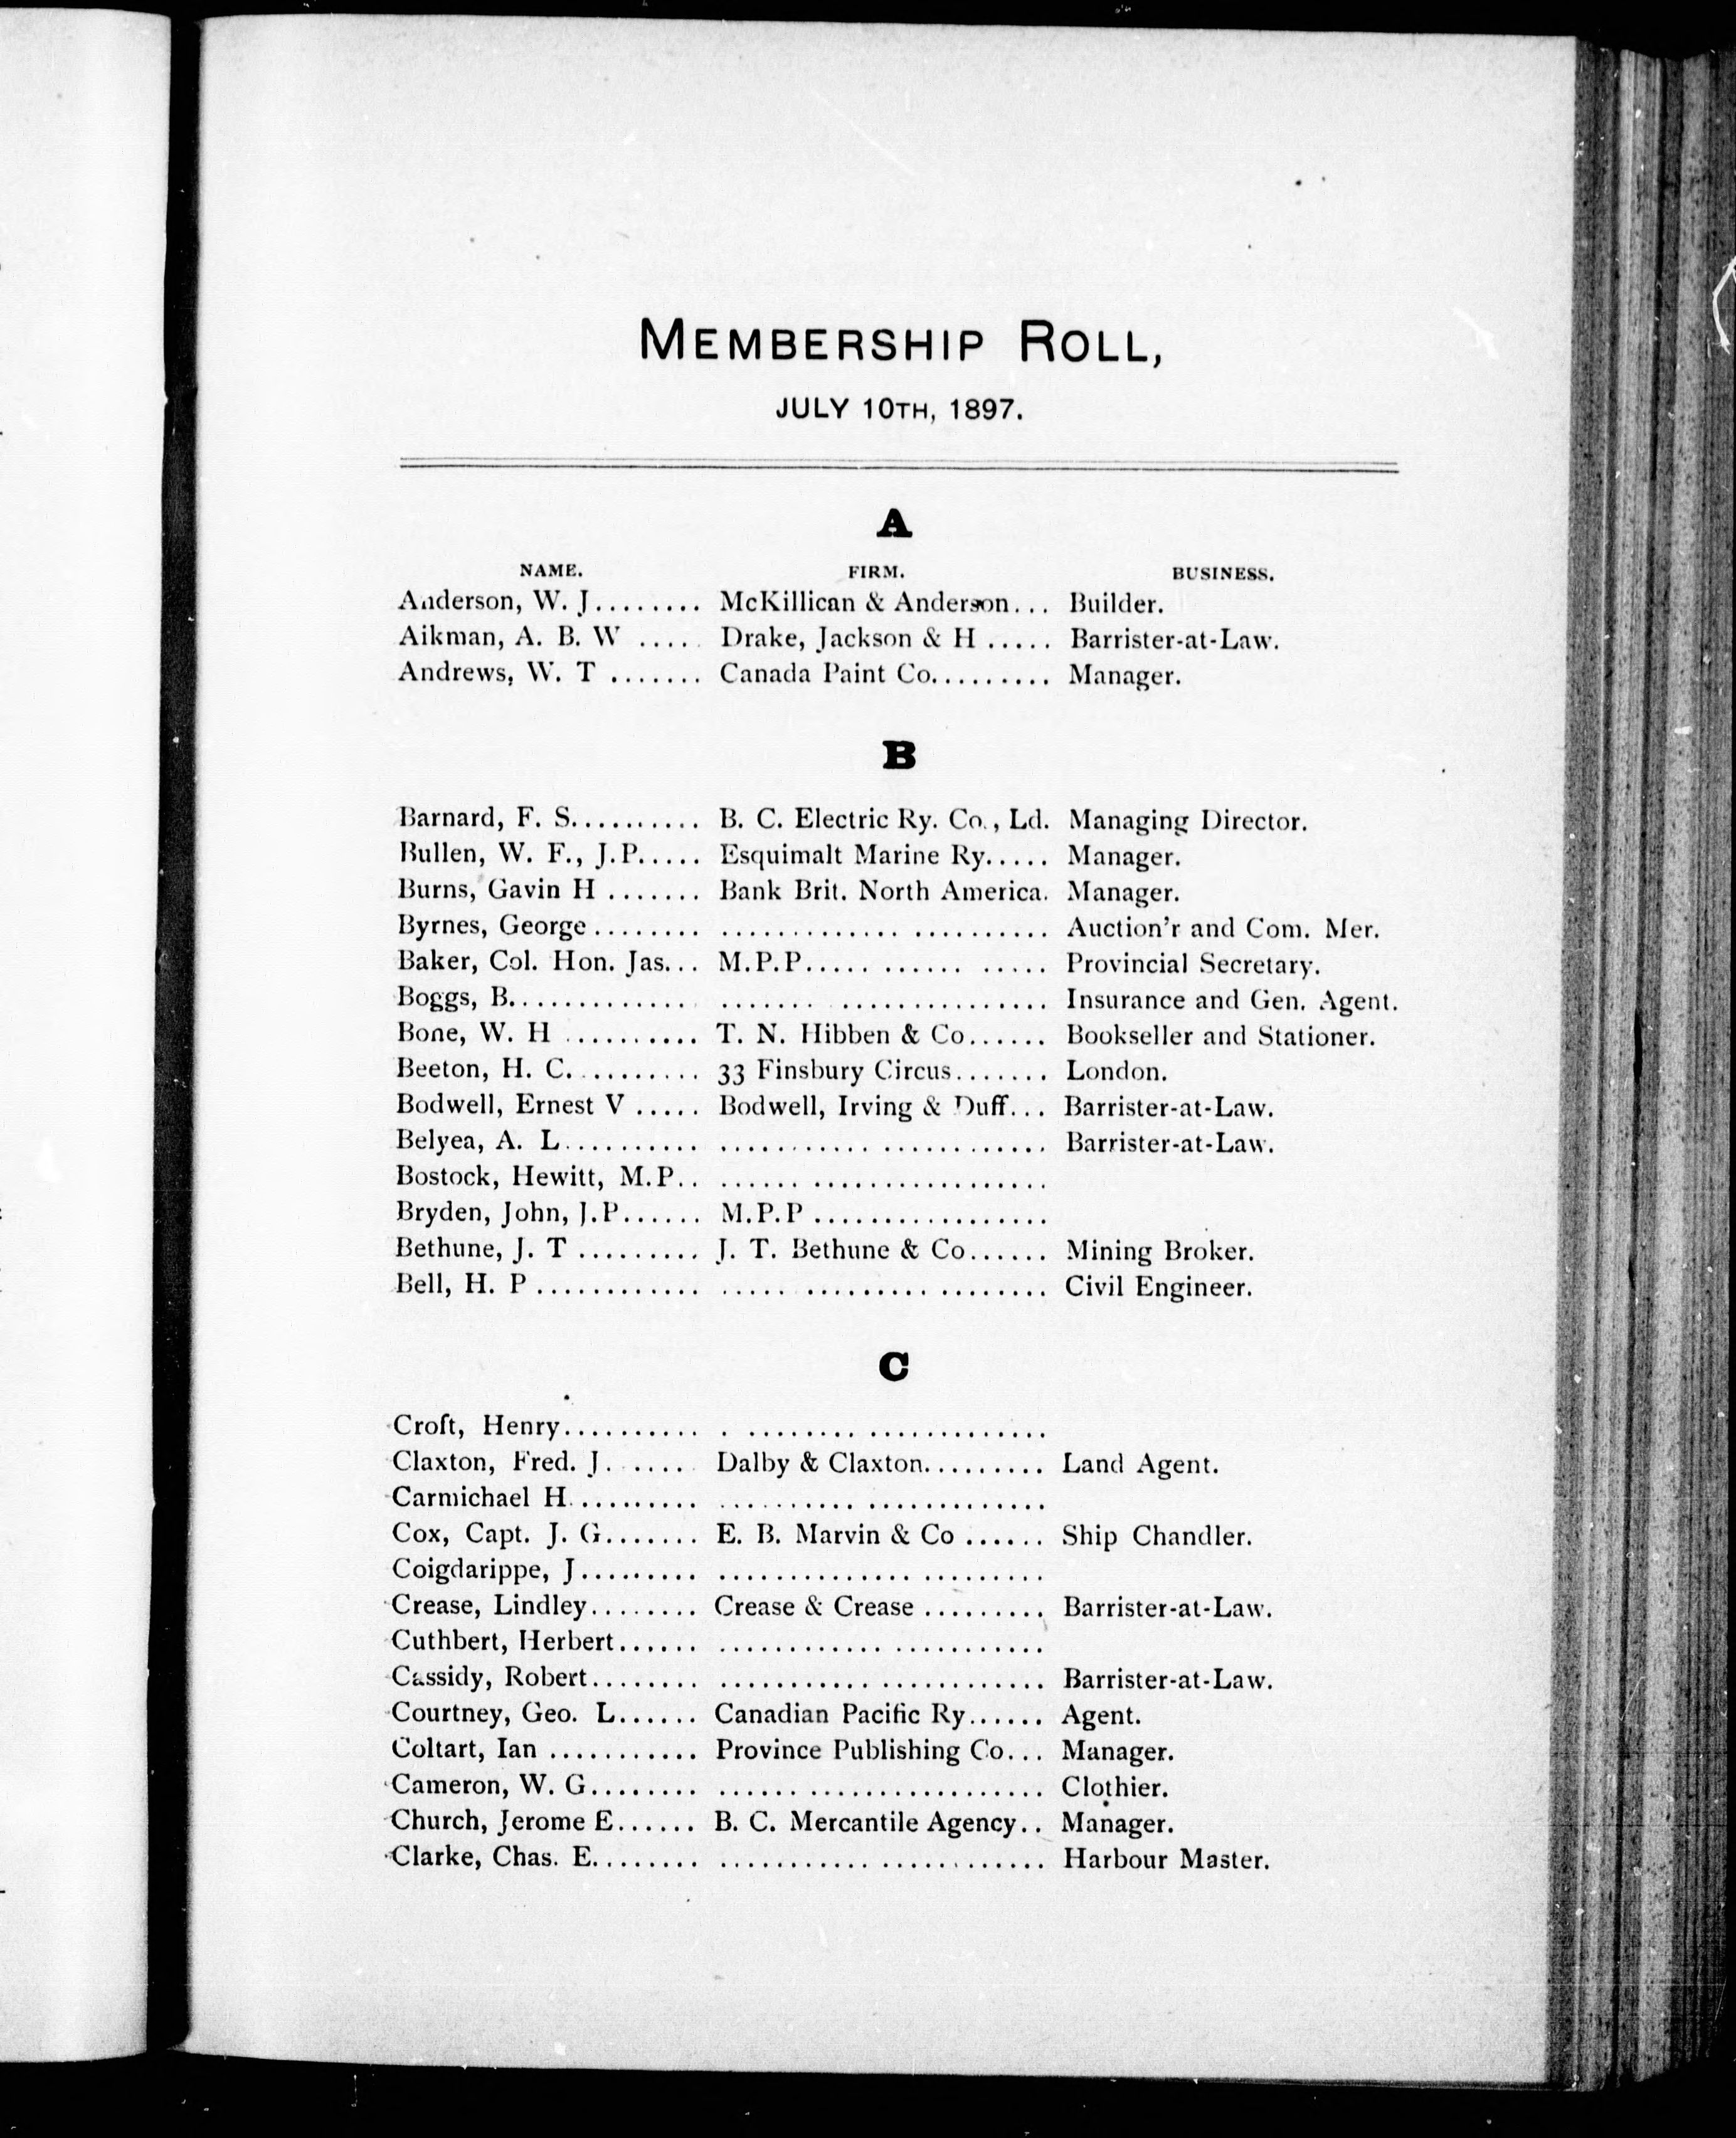 MEMBERSHIP ROLL,
JULY 10TH, 1897.
A
NAME. FIRM. BUSINESS.
Anderson, W. J........ McKillican & Anderson... Builder.
Aikman, A. B. W ..... Drake, Jackson & H ..... Barrister-at-Law.
Andrews, W. T ....... Canada Paint Co......... Manager.
B
Barnard, F. S.......... B. C. Electric Ry. Co., Ld. Managing Director.
Bullen, W. F., J.P..... Esquimalt Marine Ry..... Manager.
Burns, Gavin H ....... Bank Brit. North America. Manager.
Byrnes, George........ ....................... Auction'r and Com. Mer.
Baker, Col. Hon. Jas... M.P.P................ Provincial Secretary.
Boggs, B............. ...................... Insurance and Gen. Agent.
Bone, W. H .......... T. N. Hibben & Co...... Bookseller and Stationer.
Beeton, H. C.......... 33 Finsbury Circus....... London.
Bodwell, Ernest V ..... Bodwell, Irving & Duff... Barrister-at-Law.
Belyea, A. L.......... ....................... Barrister-at-Law.
Bostock, Hewitt, M.P.. .......................
Bryden, John, J.P...... M.P.P .................
Bethune, J. T ......... J. T. Bethune & Co...... Mining Broker.
Bell, H. P ............ ...................... Civil Engineer.
C
Croft, Henry.......... ......................
Claxton, Fred. J....... Dalby & Claxton......... Land Agent.
Carmichael H.......... .......................
Cox, Capt. J. G....... E. B. Marvin & Co ...... Ship Chandler.
Coigdarippe, J......... .......................
Crease, Lindley........ Crease & Crease ......... Barrister-at-Law.
Cuthbert, Herbert...... .......................
Cassidy, Robert........ ....................... Barrister-at-Law.
Courtney, Geo. L...... Canadian Pacific Ry...... Agent.
Coltart, Ian ........... Province Publishing Co... Manager.
Cameron, W. G........ ....................... Clothier.
Church, Jerome E...... B. C. Mercantile Agency.. Manager.
Clarke, Chas. E........ ....................... Harbour Master.